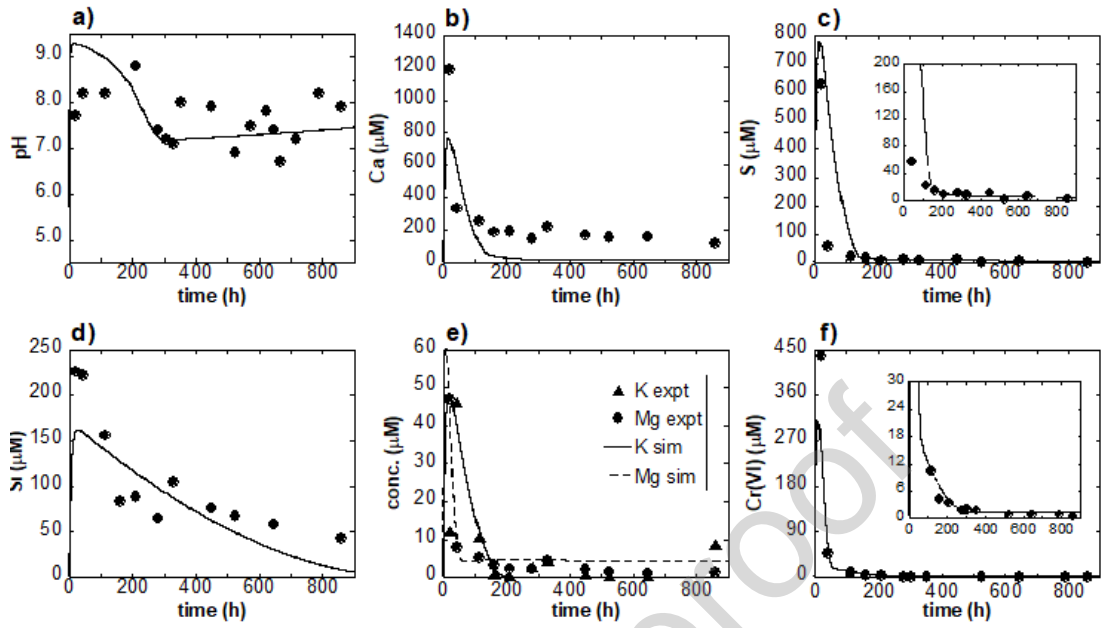 a)
9.0
8.0
7.0
6.0
5.0
pH
0 200 400 600 800
time (h)
b)
1400
1200
1000
800
600
400
200
0
Ca (μM)
0 200 400 600 800
time (h)
c)
800
700
600
500
400
300
200
100
0
S (μM)
200
160
120
80
40
0
0 200 400 600 800
0 200 400 600 800
time (h)
d)
250
200
150
100
50
0
Si (μM)
0 200 400 600 800
time (h)
e)
60
50
40
30
20
10
0
conc. (μM)
K expt
Mg expt
K sim
Mg sim
0 200 400 600 800
time (h)
f)
450
360
270
180
90
0
Cr(VI) (μM)
30
24
18
12
6
0
0 200 400 600 800
0 200 400 600 800
time (h)
proof